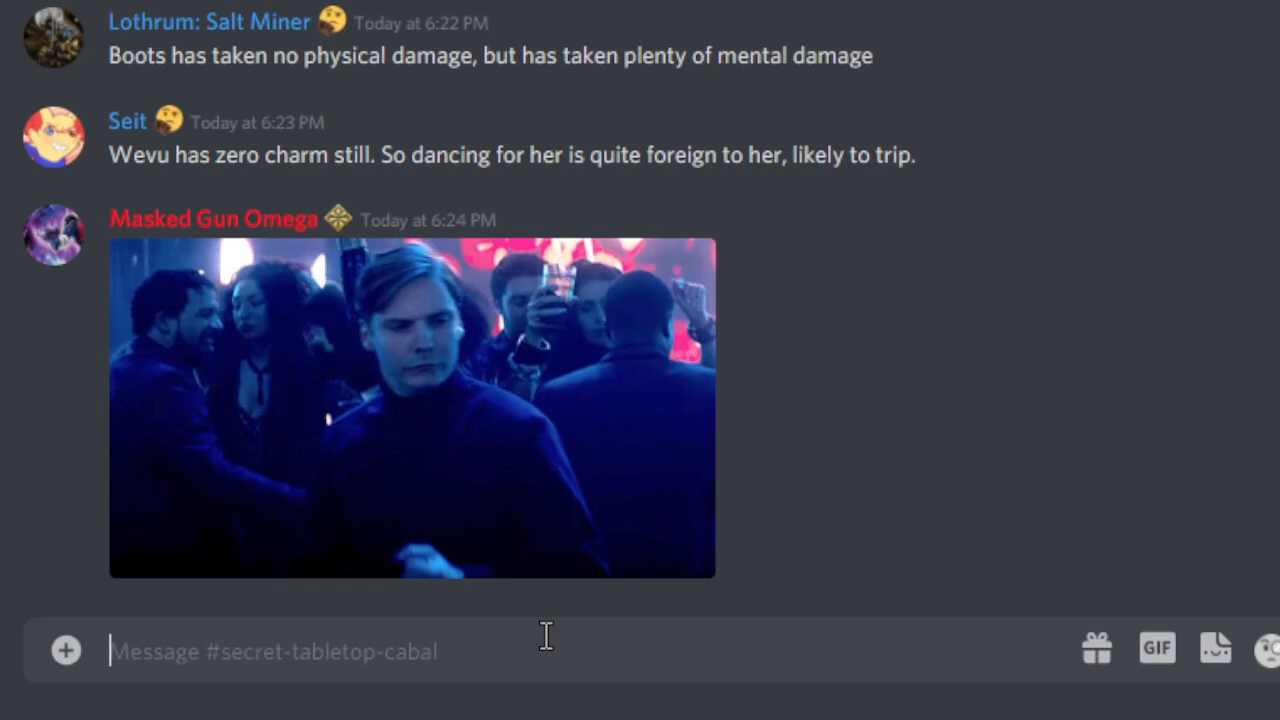 Lothrum: Salt Miner 🤔 Today at 6:22 PM
Boots has taken no physical damage, but has taken plenty of mental damage
Seit 🤔 Today at 6:23 PM
Wevu has zero charm still. So dancing for her is quite foreign to her, likely to trip.
Masked Gun Omega Today at 6:24 PM
Message #secret-tabletop-cabal
GIF